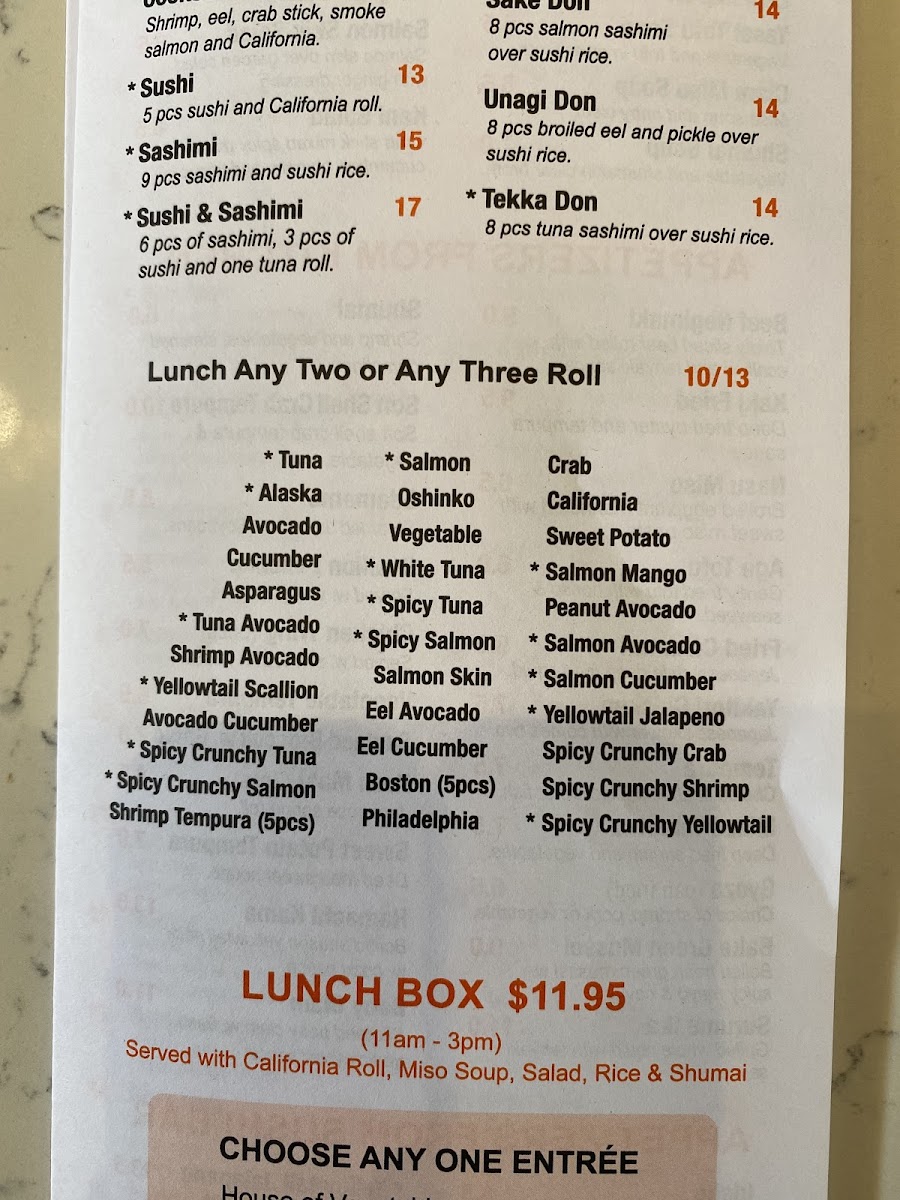 Shrimp, eel, crab stick, smoke
salmon and California.
* Sushi 13
5 pcs sushi and California roll.
* Sashimi 15
9 pcs sashimi and sushi rice.
* Sushi & Sashimi 17
6 pcs of sashimi, 3 pcs of
sushi and one tuna roll.
Sake Don 14
8 pcs salmon sashimi
over sushi rice.
Unagi Don 14
8 pcs broiled eel and pickle over
sushi rice.
* Tekka Don 14
8 pcs tuna sashimi over sushi rice.
Lunch Any Two or Any Three Roll 10/13
* Tuna
* Alaska
Avocado
Cucumber
Asparagus
* Tuna Avocado
Shrimp Avocado
* Yellowtail Scallion
Avocado Cucumber
* Spicy Crunchy Tuna
* Spicy Crunchy Salmon
Shrimp Tempura (5pcs)
* Salmon
Oshinko
Vegetable
* White Tuna
* Spicy Tuna
* Spicy Salmon
Salmon Skin
Eel Avocado
Eel Cucumber
Boston (5pcs)
Philadelphia
Crab
California
Sweet Potato
* Salmon Mango
Peanut Avocado
* Salmon Avocado
* Salmon Cucumber
* Yellowtail Jalapeno
Spicy Crunchy Crab
Spicy Crunchy Shrimp
* Spicy Crunchy Yellowtail
LUNCH BOX $11.95
(11am - 3pm)
Served with California Roll, Miso Soup, Salad, Rice & Shumai
CHOOSE ANY ONE ENTRÉE
House of